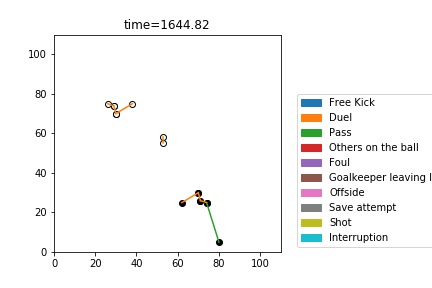 time=1644.82
100
80
60
40
20
0
0 20 40 60 80 100
Free Kick
Duel
Pass
Others on the ball
Foul
Goalkeeper leaving l
Offside
Save attempt
Shot
Interruption